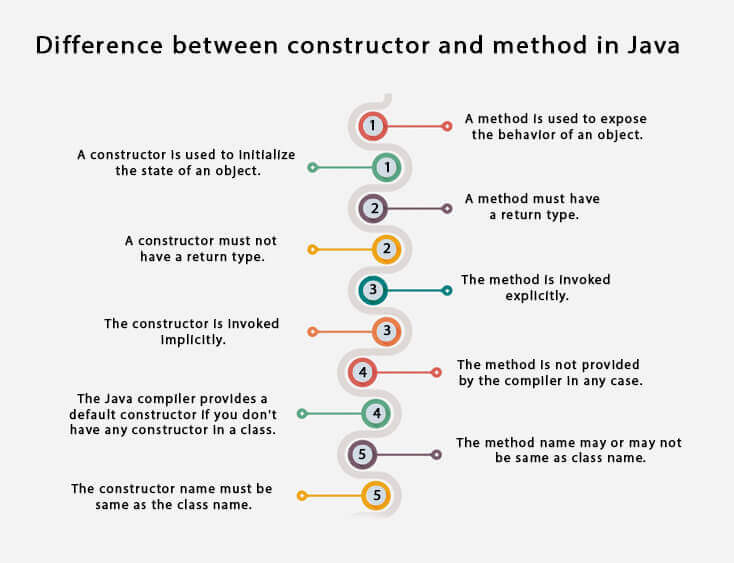 Difference between constructor and method in Java
1
A method is used to expose
the behavior of an object.
A constructor is used to initialize
the state of an object.
1
2
A method must have
a return type.
A constructor must not
have a return type.
2
3
The method is invoked
explicitly.
The constructor is invoked
implicitly.
3
4
The method is not provided
by the compiler in any case.
The Java compiler provides a
default constructor if you don't
have any constructor in a class.
4
5
The method name may or may not
be same as class name.
The constructor name must be
same as the class name.
5